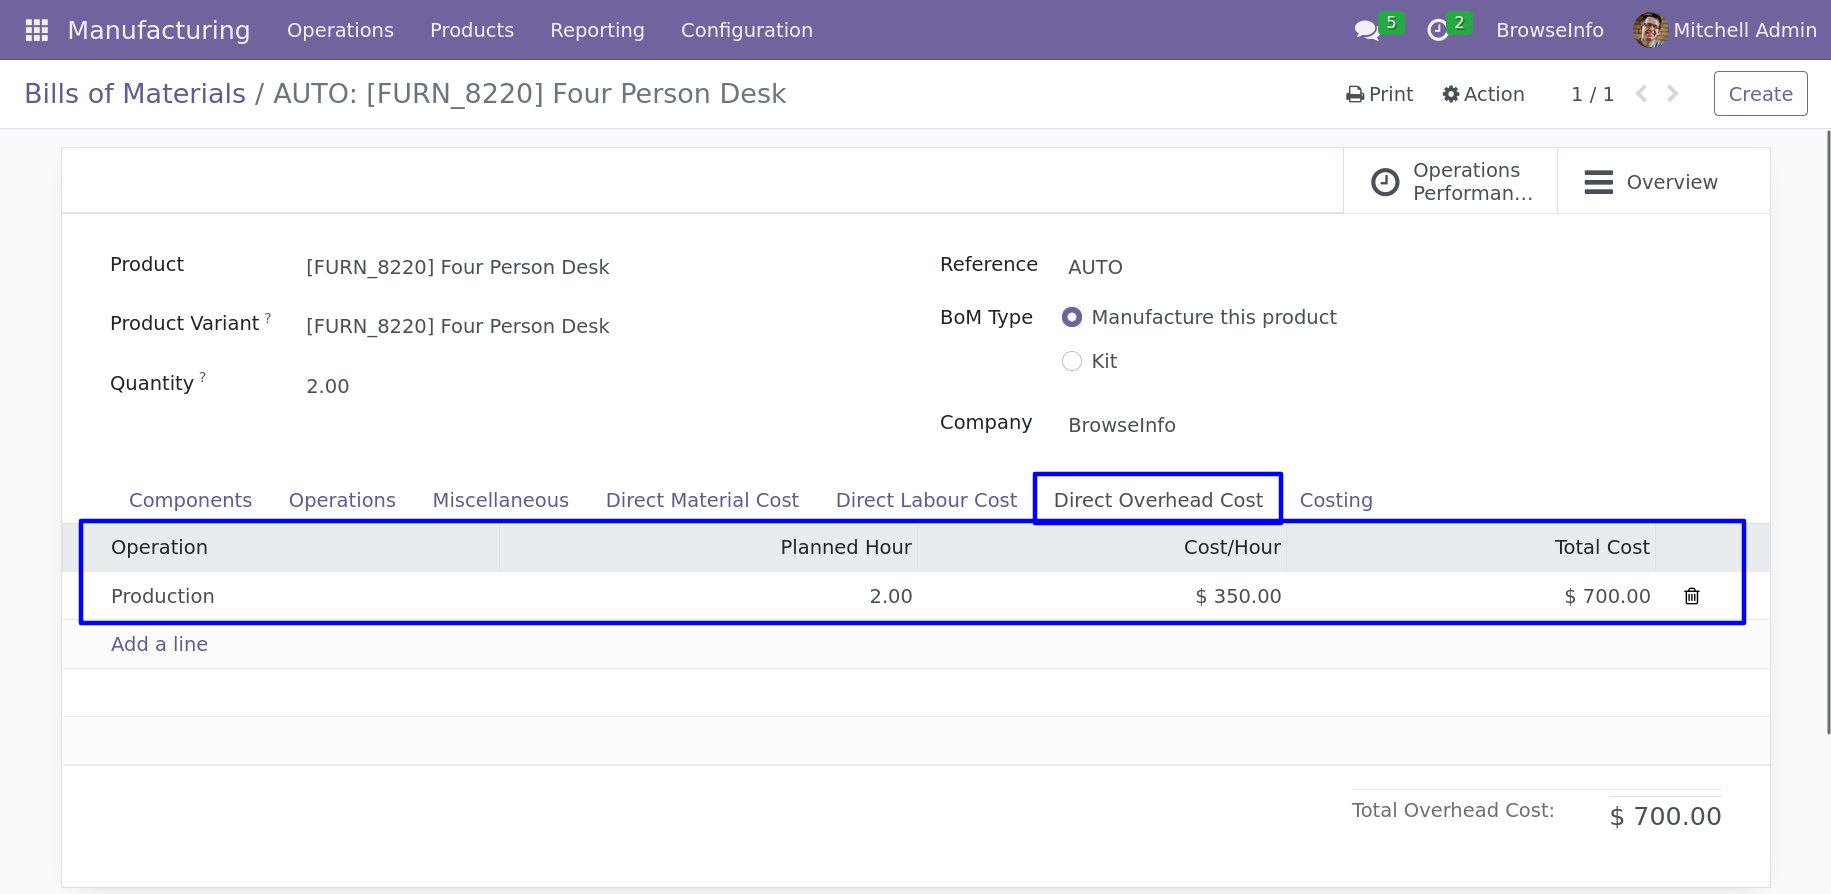 Manufacturing Operations Products Reporting Configuration 5 2 BrowseInfo Mitchell Admin
Bills of Materials / AUTO: [FURN_8220] Four Person Desk Print Action 1 / 1 Create
Operations
Performan...
Overview
Product [FURN_8220] Four Person Desk
Product Variant ? [FURN_8220] Four Person Desk
Quantity ? 2.00
Reference AUTO
BoM Type Manufacture this product
Kit
Company BrowseInfo
Components Operations Miscellaneous Direct Material Cost Direct Labour Cost Direct Overhead Cost Costing
Operation Planned Hour Cost/Hour Total Cost
Production 2.00 $ 350.00 $ 700.00
Add a line
Total Overhead Cost: $ 700.00